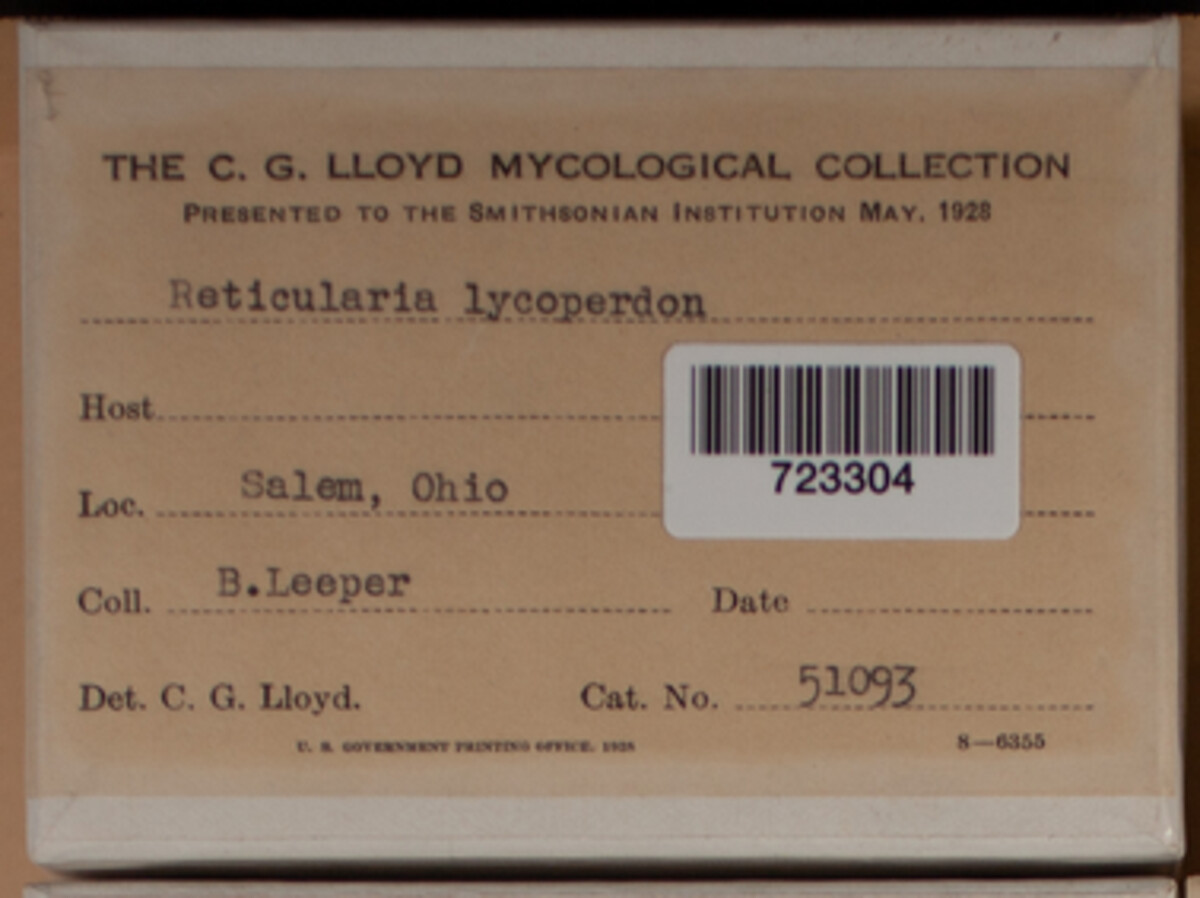 THE C. G. LLOYD MYCOLOGICAL COLLECTION
PRESENTED TO THE SMITHSONIAN INSTITUTION MAY, 1928
Reticularia lycoperdon
Host
723304
Loc. Salem, Ohio
Coll. B.Leeper Date
Det. C. G. Lloyd. Cat. No. 51093
U. S. GOVERNMENT PRINTING OFFICE, 1928 8—6355